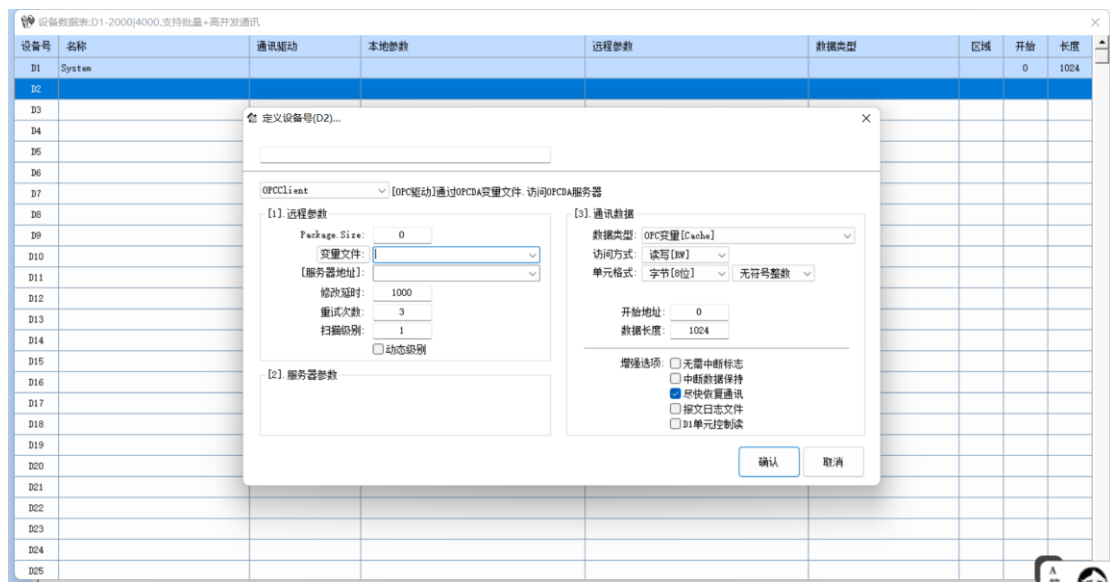 设备数据表:D1-2000|4000.支持批量+高并发通讯
设备号 名称 通讯驱动 本地参数 远程参数 数据类型 区域 开始 长度
D1 System 0 1024
D2
D3
定义设备号(D2)...
D4
D5
D6
D7
OPCClient [OPC驱动]通过OPCDA变量文件.访问OPCDA服务器
D8
[1].远程参数 [3].通讯数据
D9
Package.Size: 0 数据类型: OPC变量[Cache]
D10
变量文件: 访问方式: 读写[RW]
D11
[服务器地址]: 单元格式: 字节[8位] 无符号整数
D12
修改延时: 1000
D13
重试次数: 3 开始地址: 0
D14
扫描级别: 1 数据长度: 1024
动态级别
D15
增强选项: 无需中断标志
D16
[2].服务器参数 中断数据保持
D17
尽快恢复通讯
报文日志文件
D18
D1单元控制读
D19
D20
确认 取消
D21
D22
D23
D24
D25
A